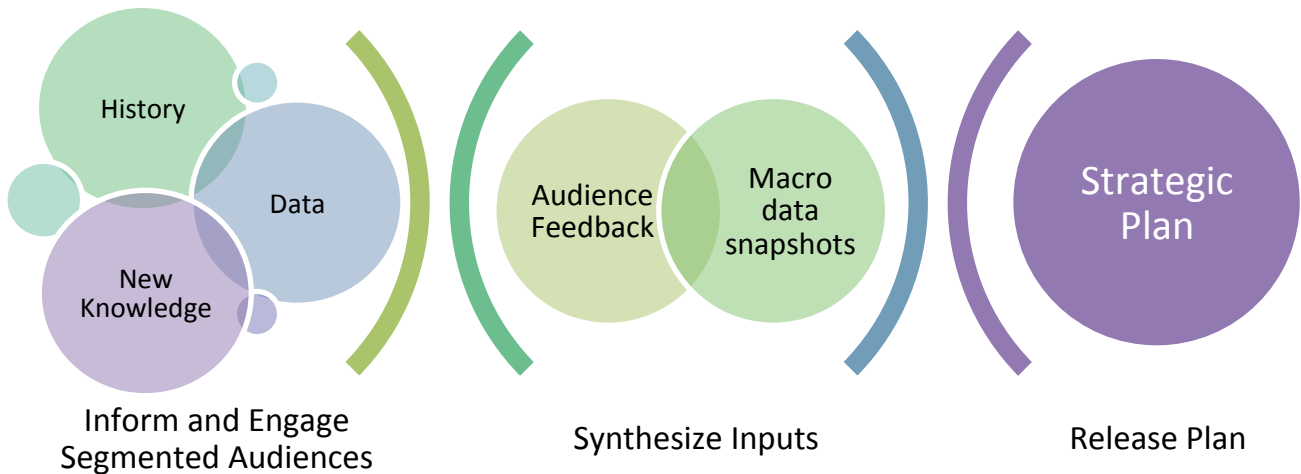 History
Data
New
Knowledge
Inform and Engage
Segmented Audiences
Audience
Feedback
Macro
data
snapshots
Synthesize Inputs
Strategic
Plan
Release Plan